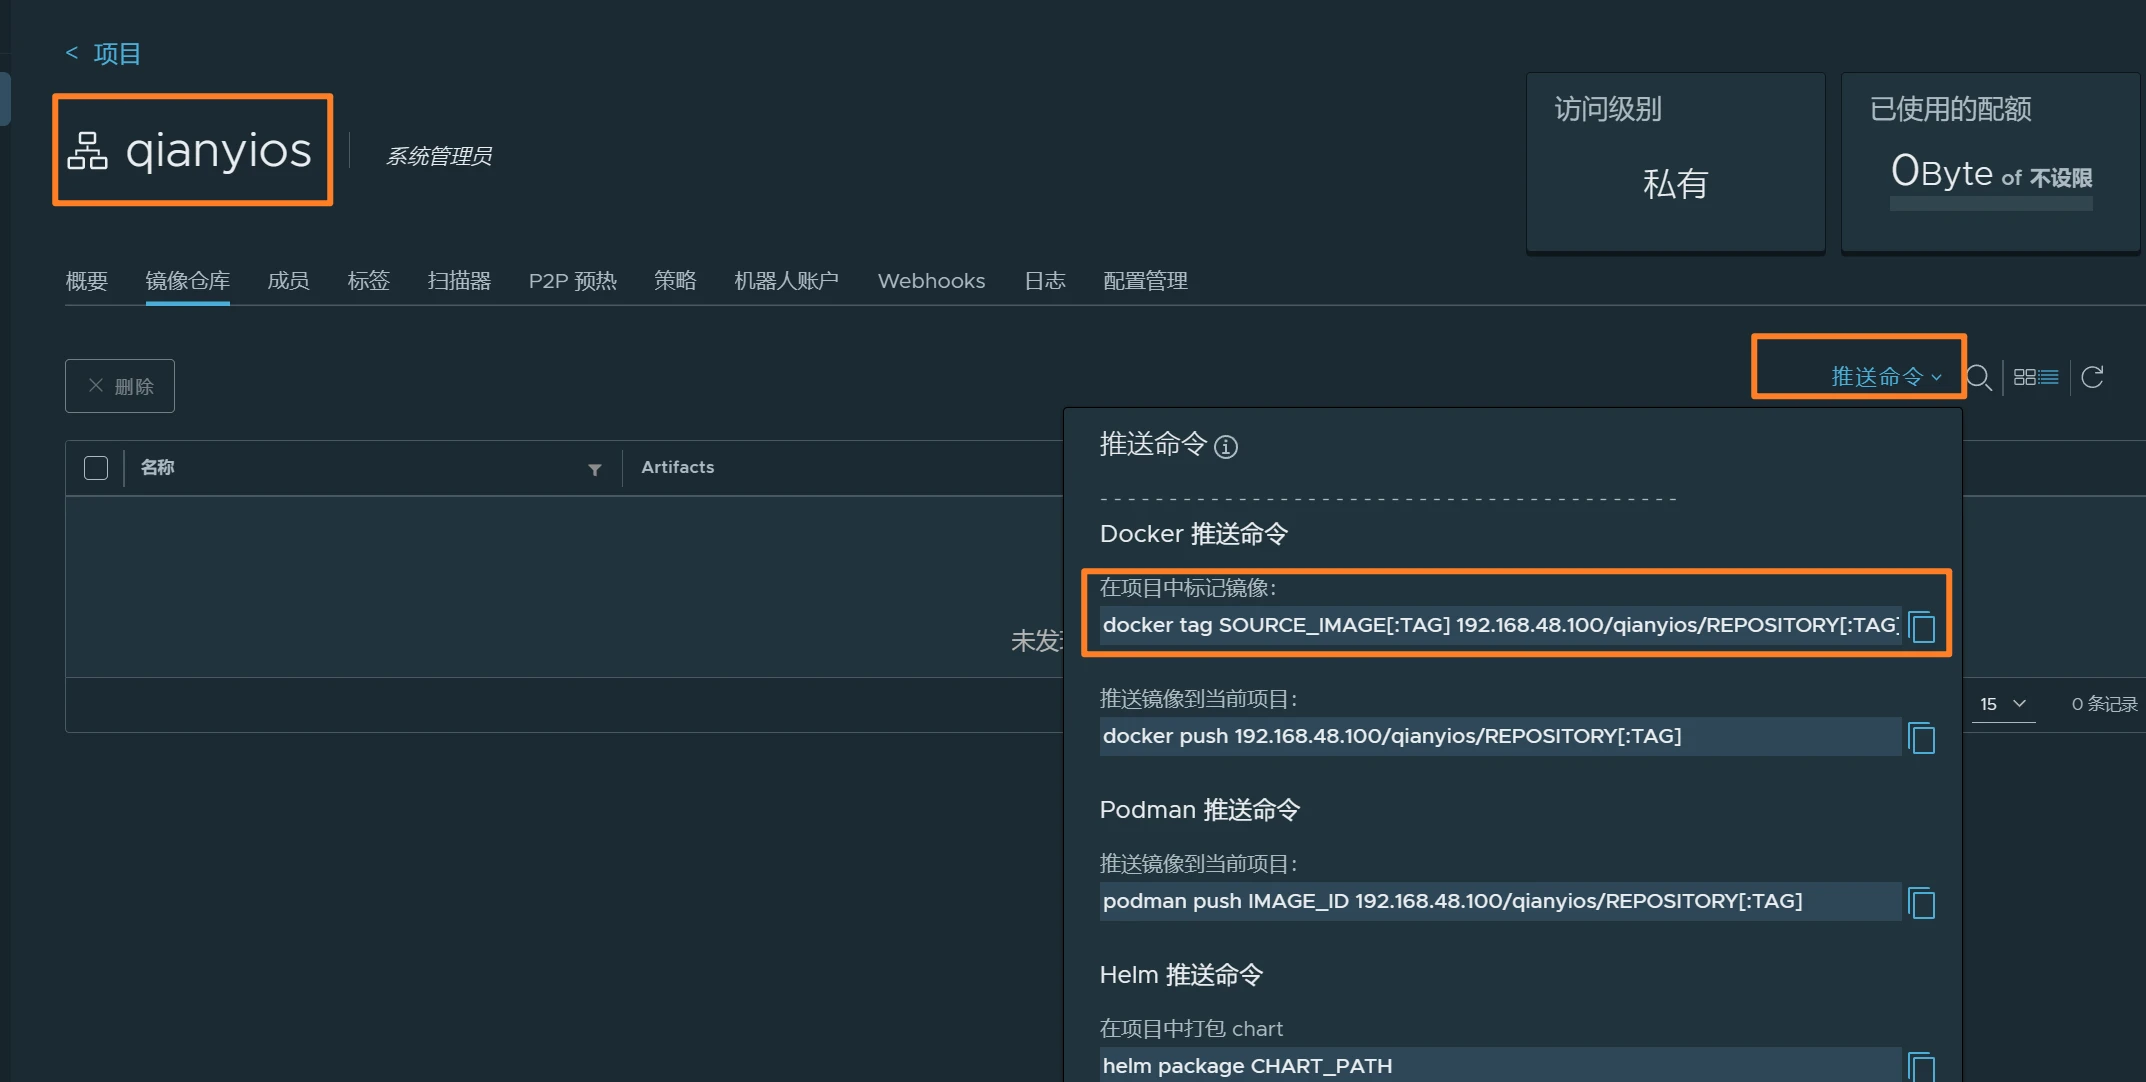 < 项目
qianyios
系统管理员
访问级别
私有
已使用的配额
0Byte of 不设限
概要 镜像仓库 成员 标签 扫描器 P2P 预热 策略 机器人账户 Webhooks 日志 配置管理
删除
推送命令
名称
Artifacts
未发
推送命令
- - - - - - - - - - - - - - - - - - - - - - - - - - - - - - - - - - - - - - - - - -
Docker 推送命令
在项目中标记镜像：
docker tag SOURCE_IMAGE[:TAG] 192.168.48.100/qianyios/REPOSITORY[:TAG]
推送镜像到当前项目：
docker push 192.168.48.100/qianyios/REPOSITORY[:TAG]
Podman 推送命令
推送镜像到当前项目：
podman push IMAGE_ID 192.168.48.100/qianyios/REPOSITORY[:TAG]
Helm 推送命令
在项目中打包 chart
helm package CHART_PATH
15
0 条记录